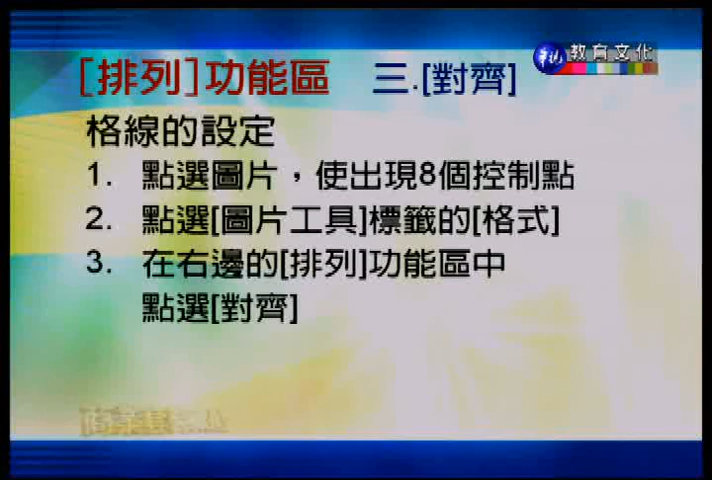 [排列]功能區 三.[對齊]
教育文化
格線的設定
1. 點選圖片，使出現8個控制點
2. 點選[圖片工具]標籤的[格式]
3. 在右邊的[排列]功能區中
點選[對齊]